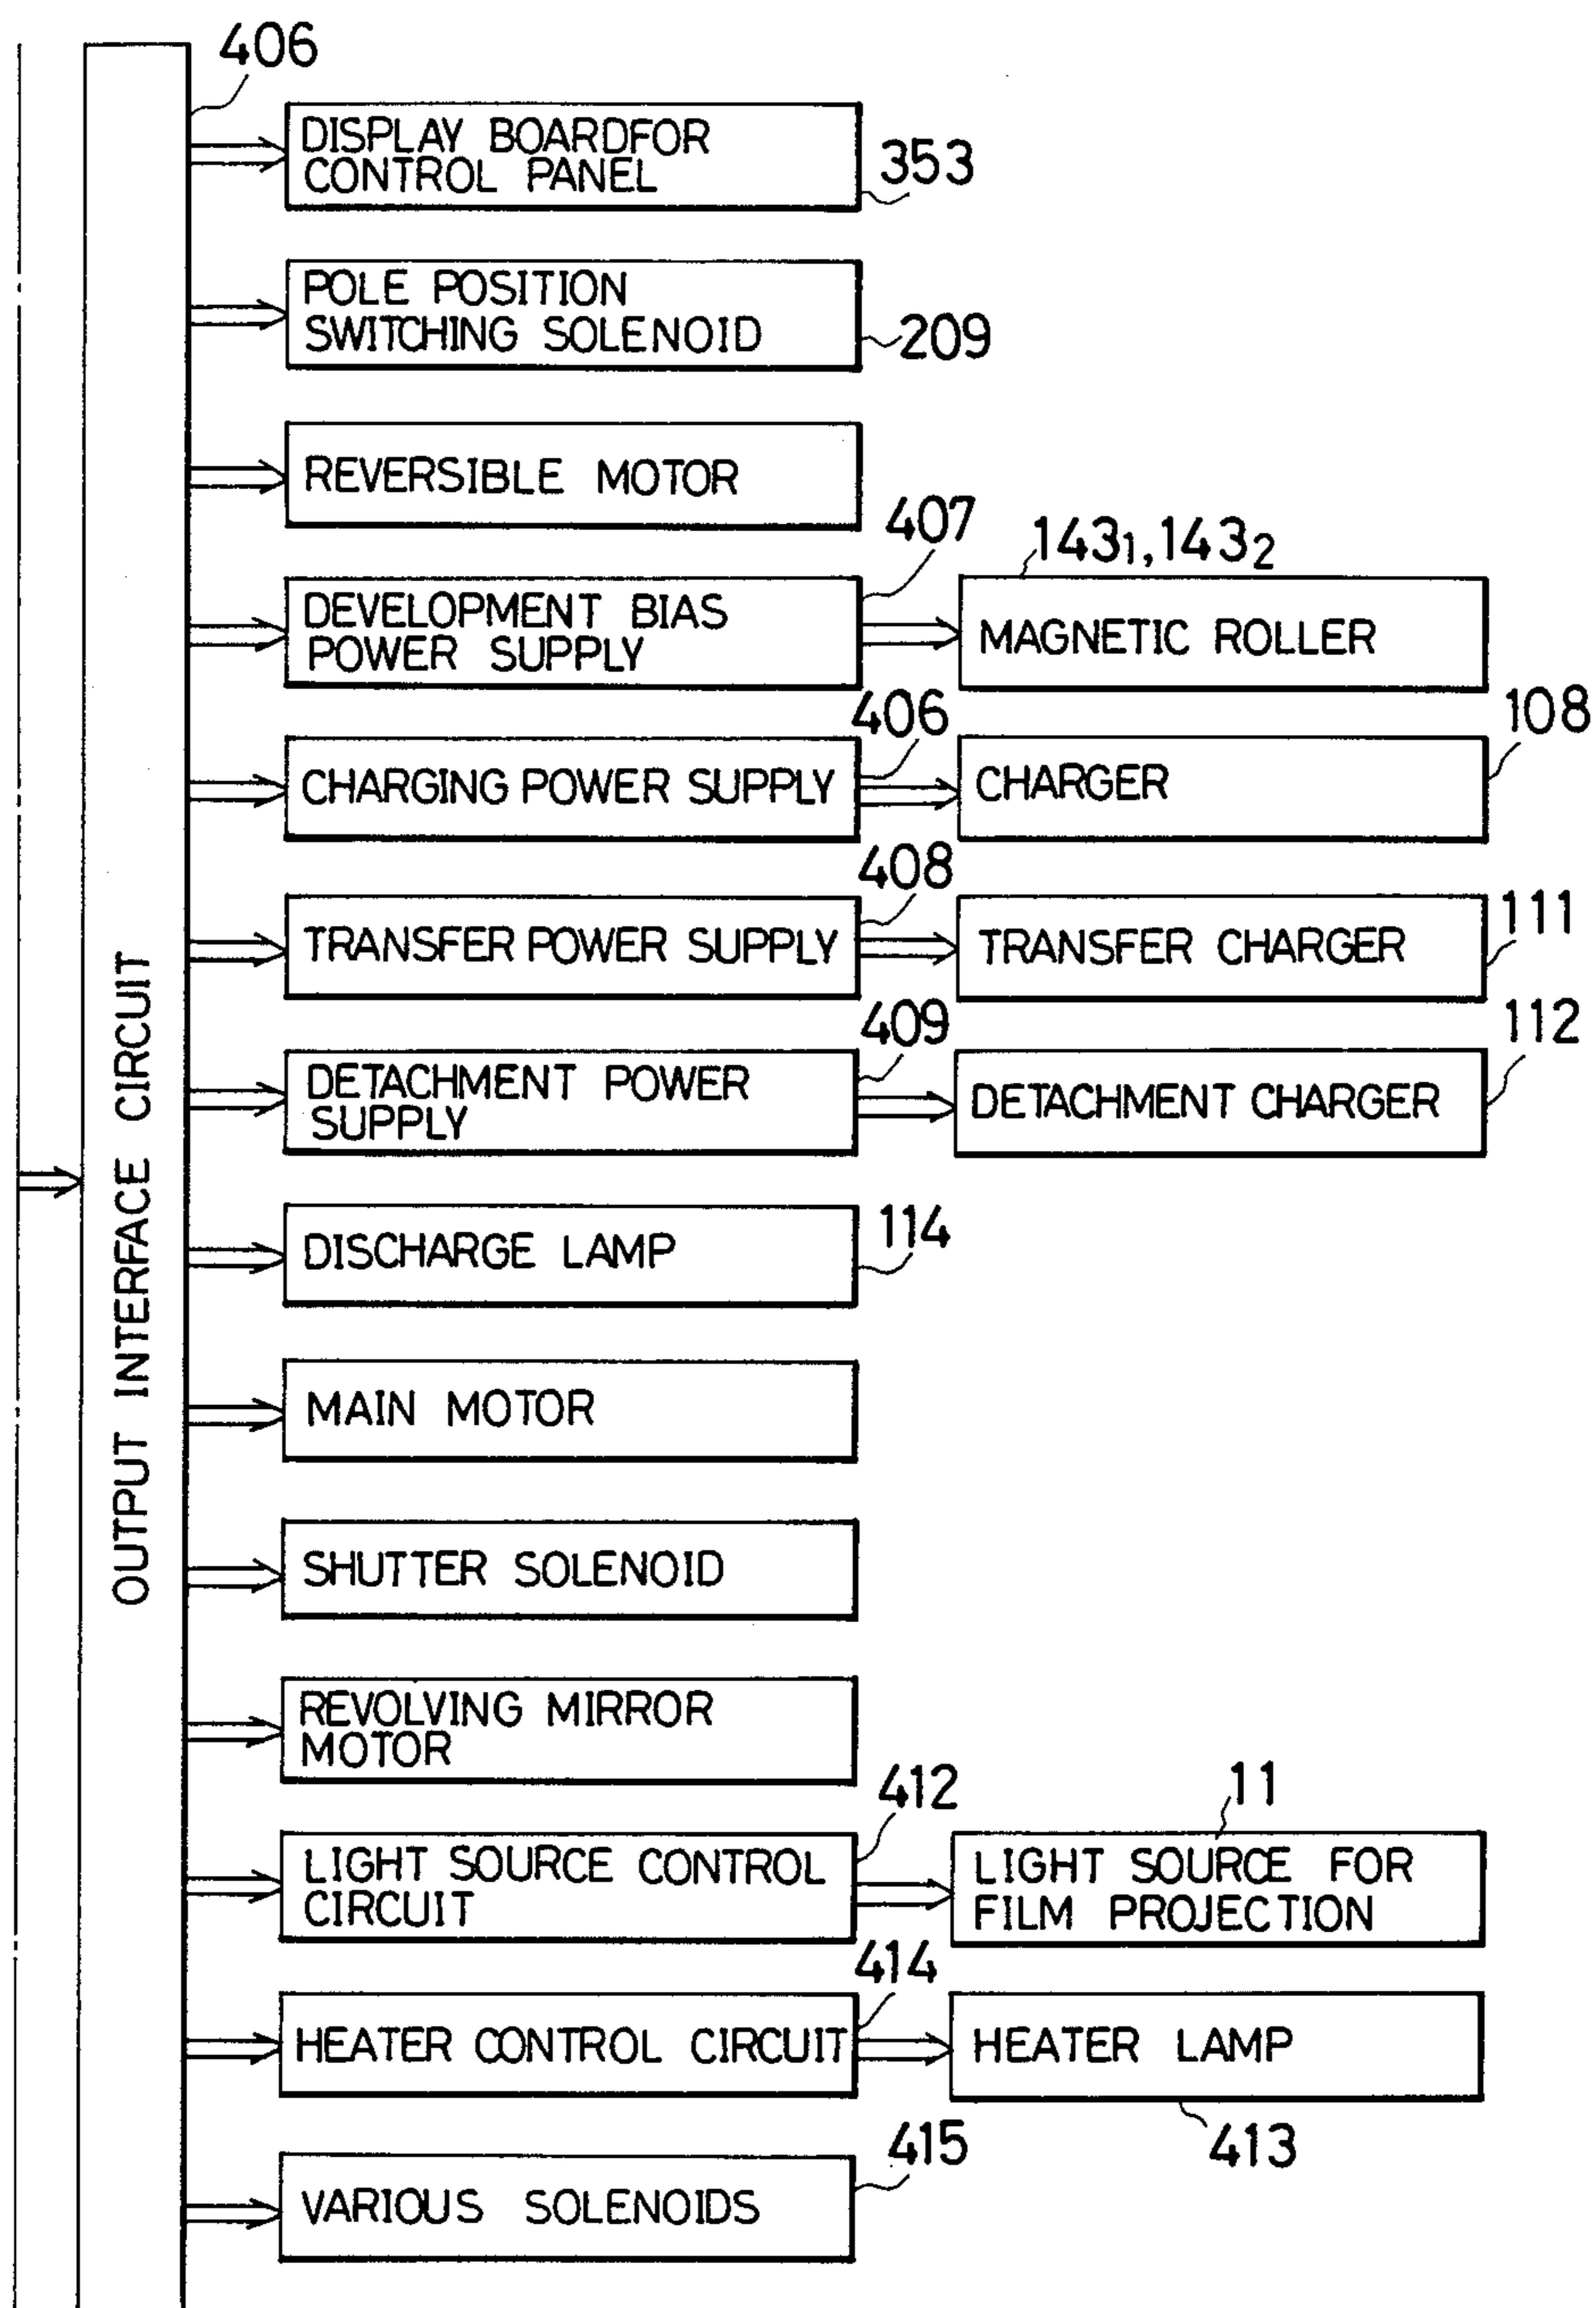 406
DISPLAY BOARDFOR
CONTROL PANEL
353
POLE POSITION
SWITCHING SOLENOID
209
REVERSIBLE MOTOR
407
143₁, 143₂
DEVELOPMENT BIAS
POWER SUPPLY
MAGNETIC ROLLER
406
108
CHARGING POWER SUPPLY
CHARGER
408
111
TRANSFER POWER SUPPLY
TRANSFER CHARGER
409
112
DETACHMENT POWER
SUPPLY
DETACHMENT CHARGER
OUTPUT INTERFACE CIRCUIT
DISCHARGE LAMP
114
MAIN MOTOR
SHUTTER SOLENOID
REVOLVING MIRROR
MOTOR
412
11
LIGHT SOURCE CONTROL
CIRCUIT
LIGHT SOURCE FOR
FILM PROJECTION
414
HEATER CONTROL CIRCUIT
HEATER LAMP
413
415
VARIOUS SOLENOIDS